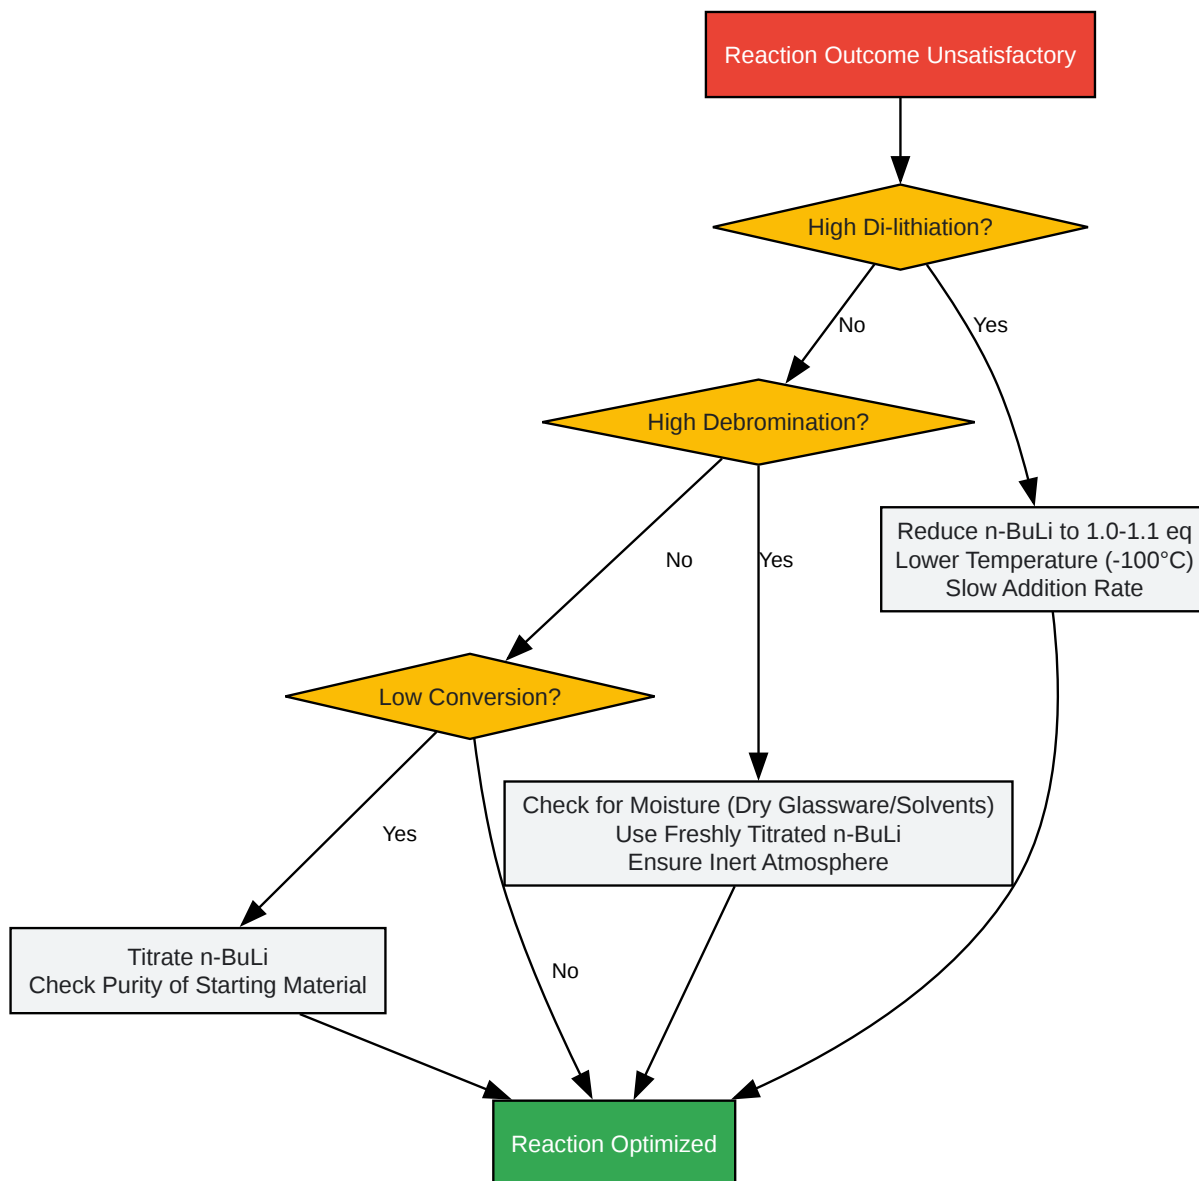 Reaction Outcome Unsatisfactory
High Di-lithiation?
No
Yes
High Debromination?
Reduce n-BuLi to 1.0-1.1 eq
Lower Temperature (-100°C)
Slow Addition Rate
No
Yes
Low Conversion?
Check for Moisture (Dry Glassware/Solvents)
Use Freshly Titrated n-BuLi
Ensure Inert Atmosphere
Yes
Titrate n-BuLi
Check Purity of Starting Material
No
Reaction Optimized